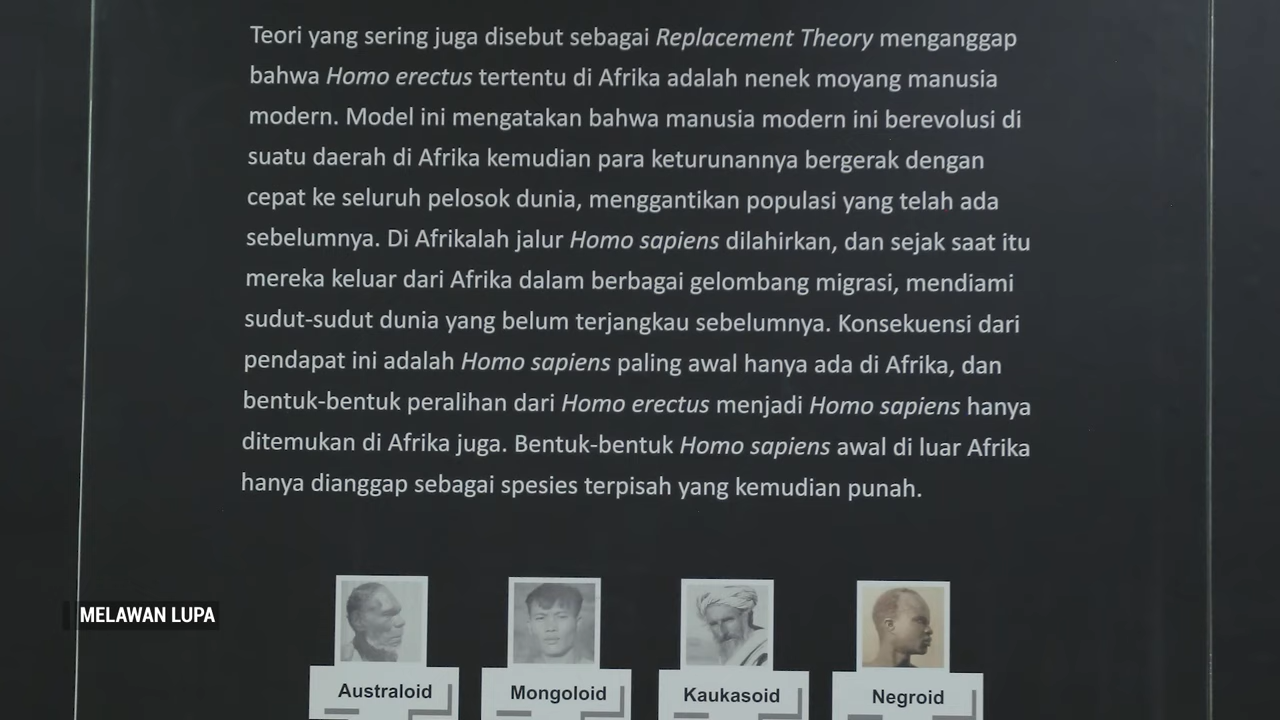 Teori yang sering juga disebut sebagai Replacement Theory menganggap
bahwa Homo erectus tertentu di Afrika adalah nenek moyang manusia
modern. Model ini mengatakan bahwa manusia modern ini berevolusi di
suatu daerah di Afrika kemudian para keturunannya bergerak dengan
cepat ke seluruh pelosok dunia, menggantikan populasi yang telah ada
sebelumnya. Di Afrikalah jalur Homo sapiens dilahirkan, dan sejak saat itu
mereka keluar dari Afrika dalam berbagai gelombang migrasi, mendiami
sudut-sudut dunia yang belum terjangkau sebelumnya. Konsekuensi dari
pendapat ini adalah Homo sapiens paling awal hanya ada di Afrika, dan
bentuk-bentuk peralihan dari Homo erectus menjadi Homo sapiens hanya
ditemukan di Afrika juga. Bentuk-bentuk Homo sapiens awal di luar Afrika
hanya dianggap sebagai spesies terpisah yang kemudian punah.
MELAWAN LUPA
Australoid
Mongoloid
Kaukasoid
Negroid